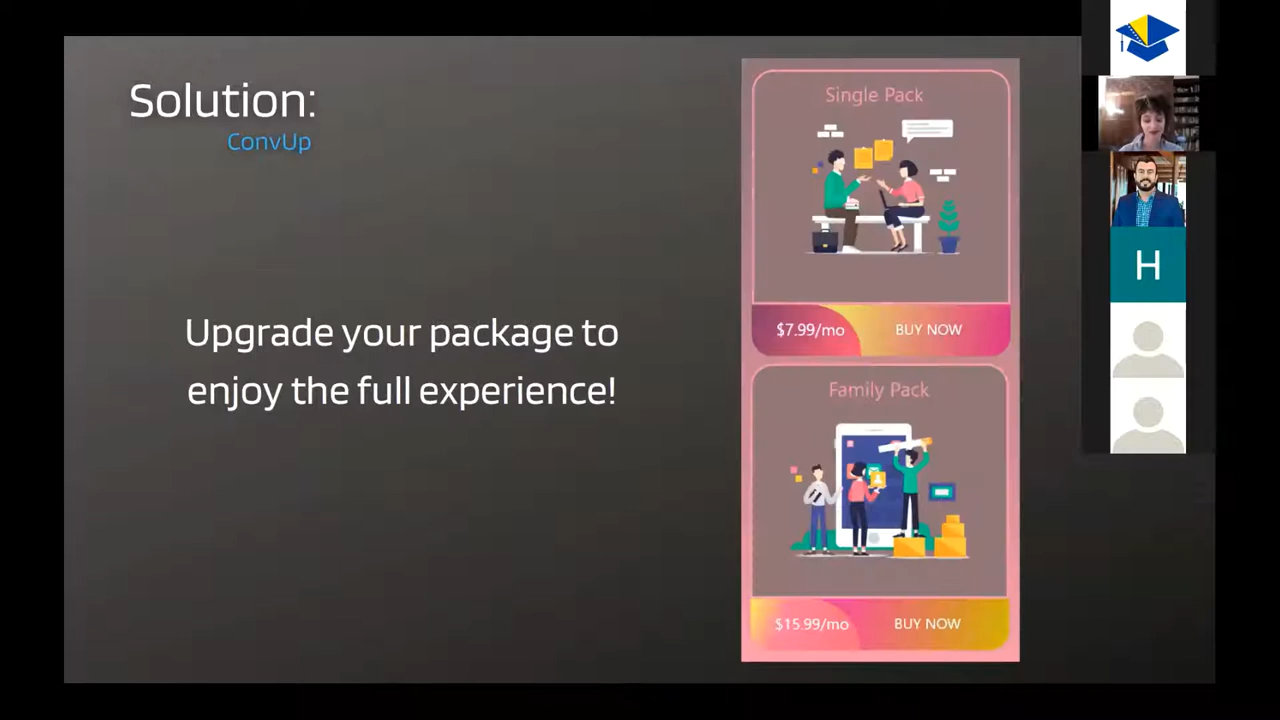 Solution:
ConvUp
Upgrade your package to
enjoy the full experience!
Single Pack
$7.99/mo
BUY NOW
Family Pack
$15.99/mo
BUY NOW
H